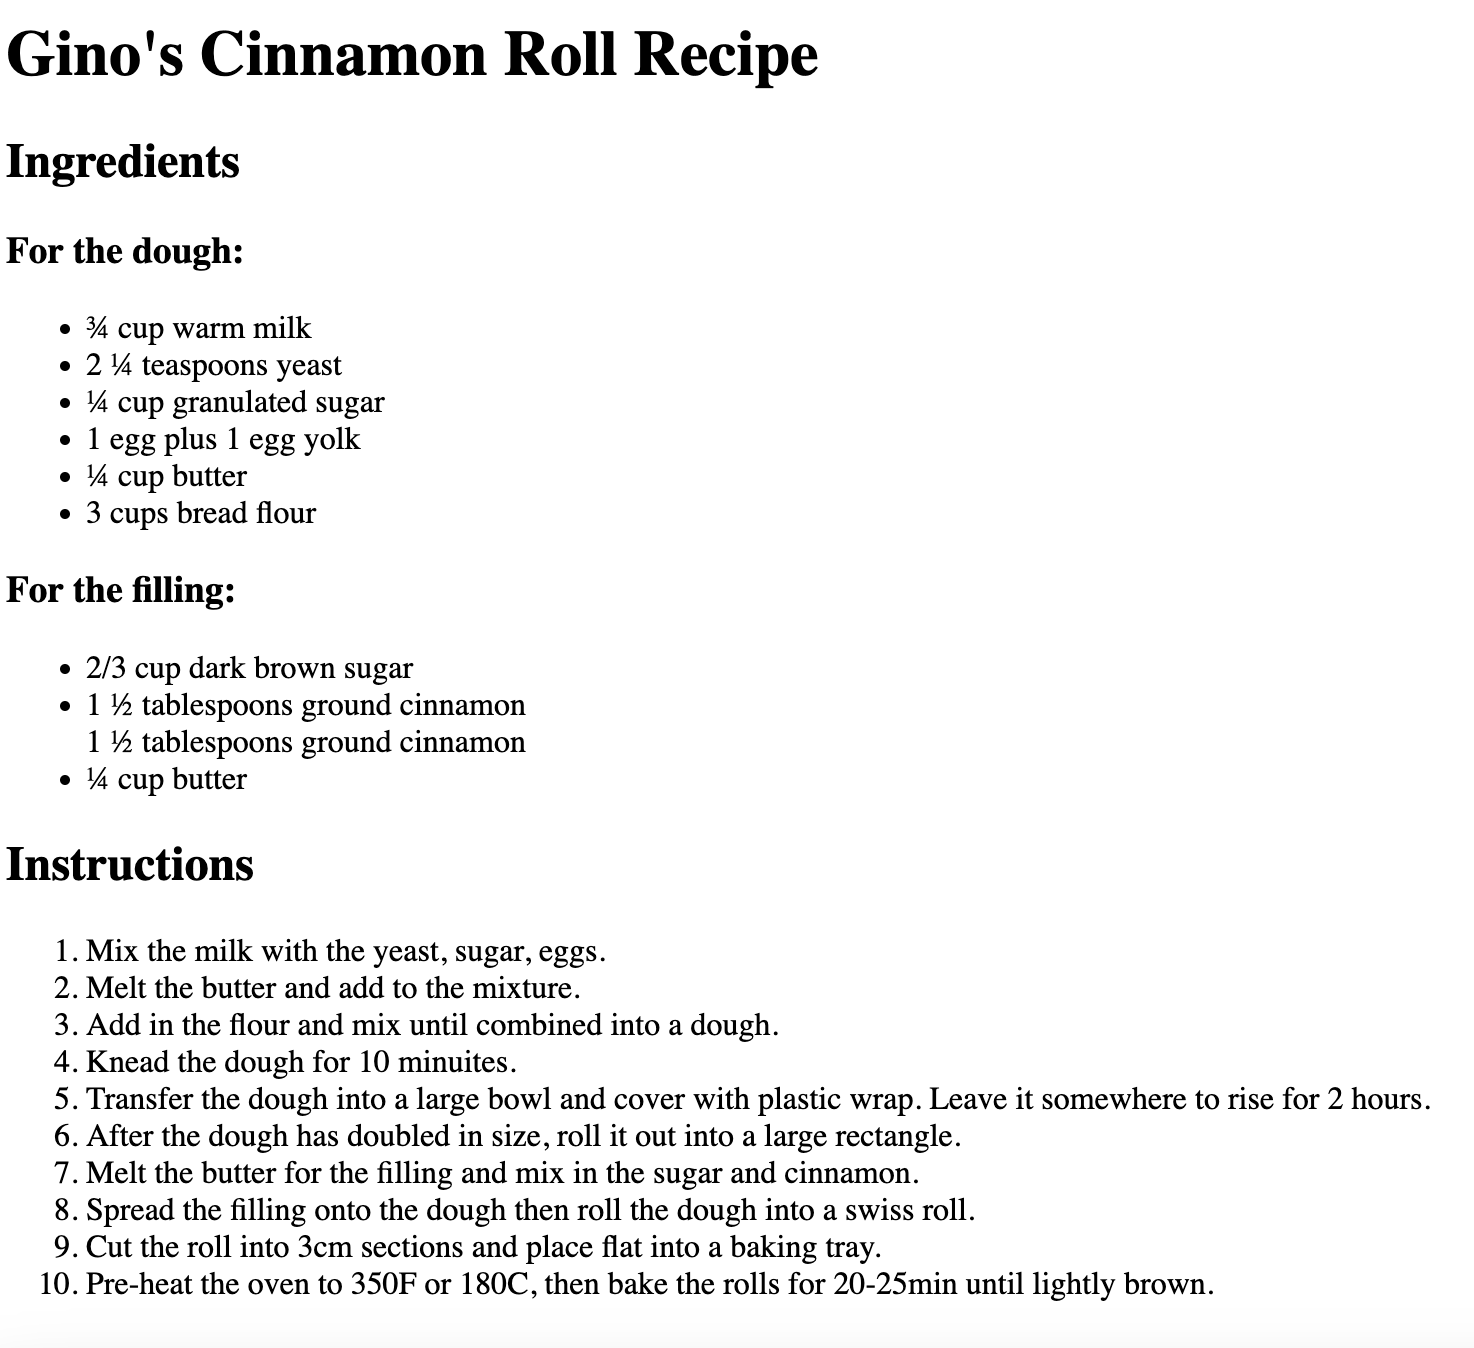 Gino's Cinnamon Roll Recipe
Ingredients
For the dough:
• ¾ cup warm milk
• 2 ¼ teaspoons yeast
• ¼ cup granulated sugar
• 1 egg plus 1 egg yolk
• ¼ cup butter
• 3 cups bread flour
For the filling:
• 2/3 cup dark brown sugar
• 1 ½ tablespoons ground cinnamon
1 ½ tablespoons ground cinnamon
• ¼ cup butter
Instructions
1. Mix the milk with the yeast, sugar, eggs.
2. Melt the butter and add to the mixture.
3. Add in the flour and mix until combined into a dough.
4. Knead the dough for 10 minuites.
5. Transfer the dough into a large bowl and cover with plastic wrap. Leave it somewhere to rise for 2 hours.
6. After the dough has doubled in size, roll it out into a large rectangle.
7. Melt the butter for the filling and mix in the sugar and cinnamon.
8. Spread the filling onto the dough then roll the dough into a swiss roll.
9. Cut the roll into 3cm sections and place flat into a baking tray.
10. Pre-heat the oven to 350F or 180C, then bake the rolls for 20-25min until lightly brown.